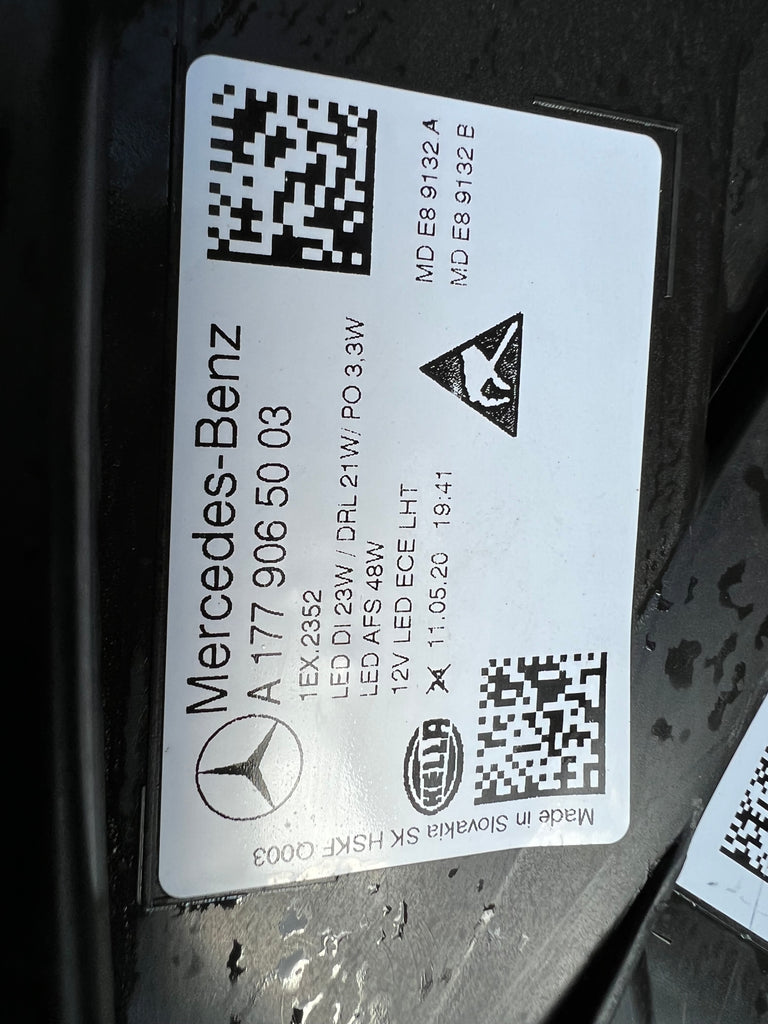 Mercedes-Benz
A 177 906 50 03
1EX.2352
LED DI 23W / DRL 21W/ PO 3,3W
LED AFS 48W
12V LED ECE LHT
24 11.05.20 19:41
MD E8 9132 A
MD E8 9132 B
HELLA
Made in Slovakia SK HSKF Q003